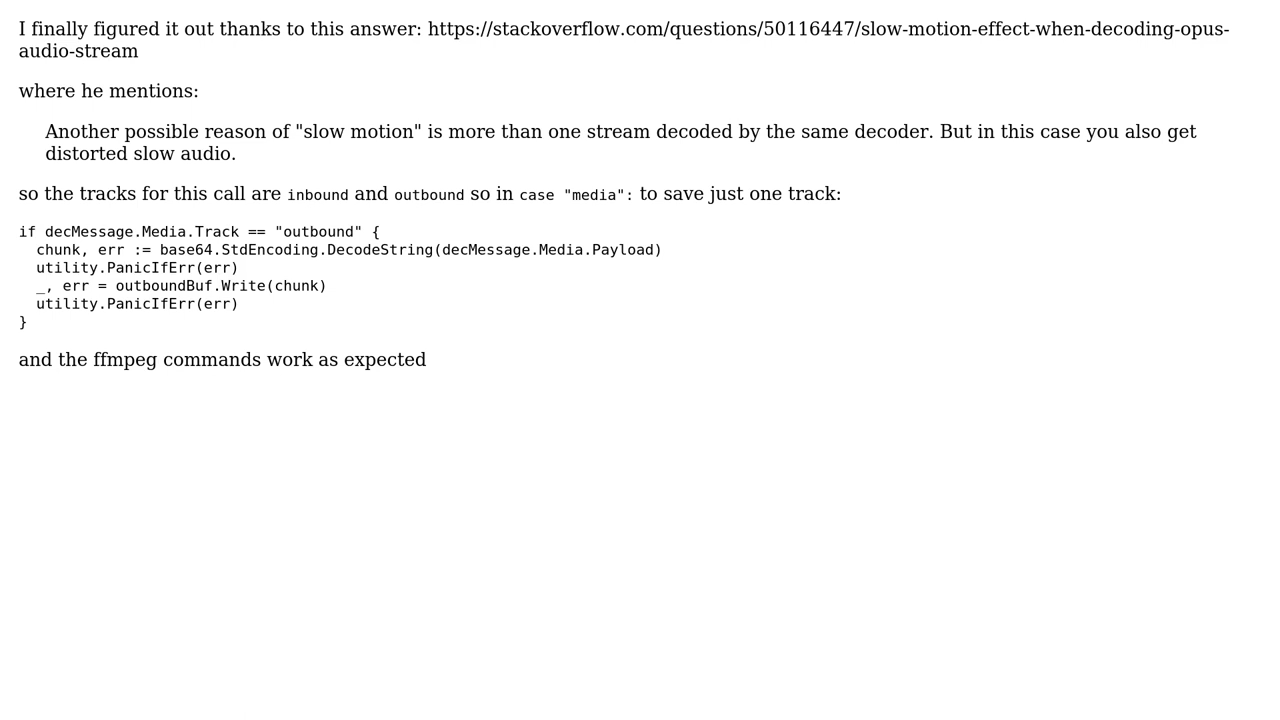 I finally figured it out thanks to this answer: https://stackoverflow.com/questions/50116447/slow-motion-effect-when-decoding-opus-
audio-stream
where he mentions:
Another possible reason of "slow motion" is more than one stream decoded by the same decoder. But in this case you also get
distorted slow audio.
so the tracks for this call are inbound and outbound so in case "media": to save just one track:
if decMessage.Media.Track == "outbound" {
  chunk, err := base64.StdEncoding.DecodeString(decMessage.Media.Payload)
  utility.PanicIfErr(err)
  _, err = outboundBuf.Write(chunk)
  utility.PanicIfErr(err)
}
and the ffmpeg commands work as expected